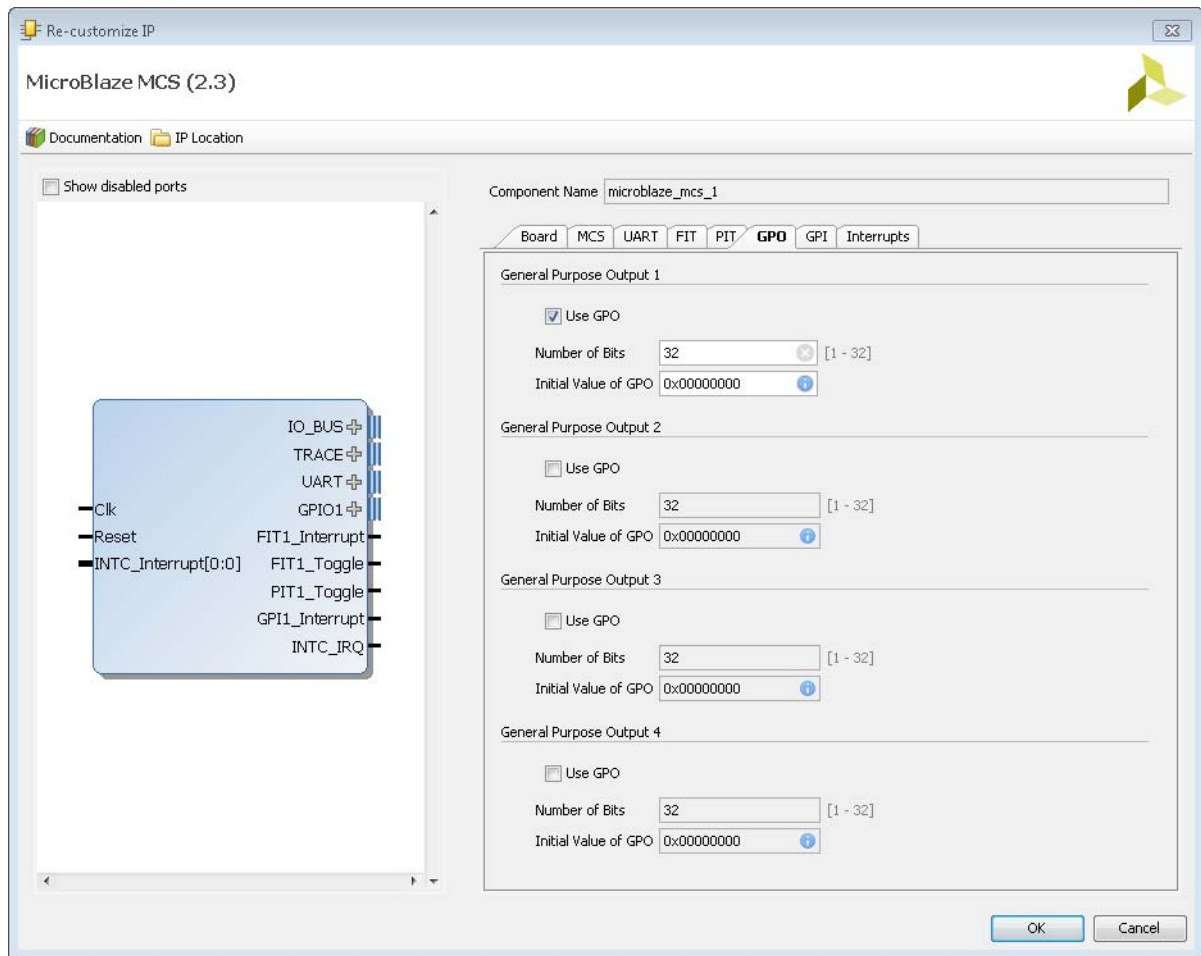 Re-customize IP
MicroBlaze MCS (2.3)
Documentation IP Location
Show disabled ports
IO_BUS
TRACE
UART
Clk GPIO1
Reset FIT1_Interrupt
INTC_Interrupt[0:0] FIT1_Toggle
PIT1_Toggle
GPI1_Interrupt
INTC_IRQ
Component Name microblaze_mcs_1
Board MCS UART FIT PIT GPO GPI Interrupts
General Purpose Output 1
Use GPO
Number of Bits 32 [1 - 32]
Initial Value of GPO 0x00000000
General Purpose Output 2
Use GPO
Number of Bits 32 [1 - 32]
Initial Value of GPO 0x00000000
General Purpose Output 3
Use GPO
Number of Bits 32 [1 - 32]
Initial Value of GPO 0x00000000
General Purpose Output 4
Use GPO
Number of Bits 32 [1 - 32]
Initial Value of GPO 0x00000000
OK Cancel